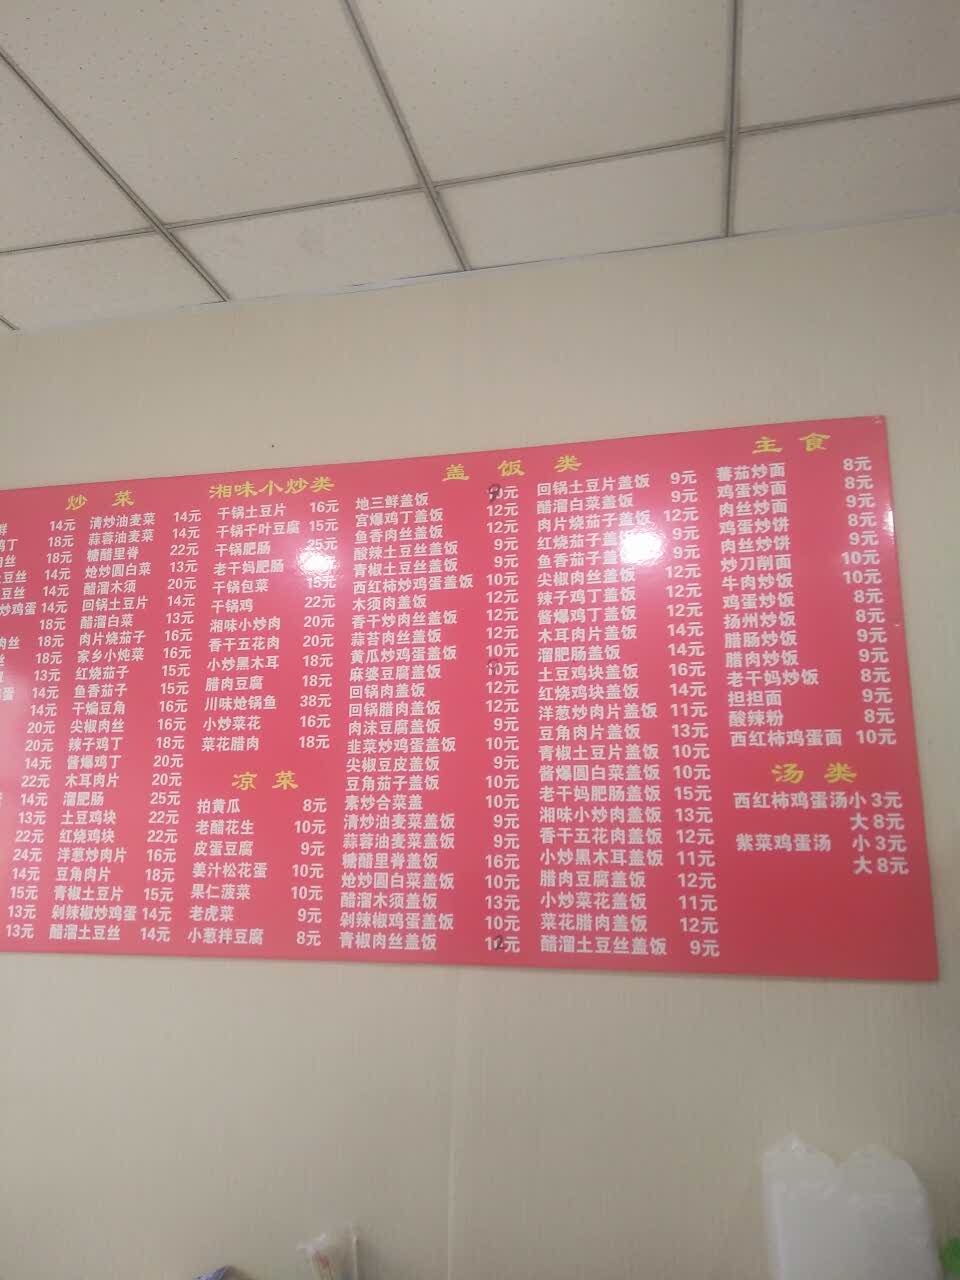 炒 菜
14元
18元
18元
土豆丝 14元
豆丝 14元
炒鸡蛋 14元
18元
肉丝 18元
丝 18元
13元
蛋 14元
14元
20元
20元
14元
22元
14元
13元
22元
24元
14元
15元
13元
13元
清炒油麦菜 14元
蒜蓉油麦菜 14元
糖醋里脊 22元
炝炒圆白菜 13元
醋溜木须 20元
回锅土豆片 14元
醋溜白菜 13元
肉片烧茄子 16元
家乡小炖菜 16元
红烧茄子 15元
鱼香茄子 15元
干煸豆角 16元
尖椒肉丝 16元
辣子鸡丁 18元
酱爆鸡丁 20元
木耳肉片 20元
溜肥肠 25元
土豆鸡块 22元
红烧鸡块 22元
洋葱炒肉片 16元
豆角肉片 18元
青椒土豆片 15元
剁辣椒炒鸡蛋 14元
醋溜土豆丝 14元
湘味小炒类
干锅土豆片 16元
干锅千叶豆腐 15元
干锅肥肠 25元
老干妈肥肠
干锅包菜 15元
干锅鸡 22元
湘味小炒肉 20元
香干五花肉 20元
小炒黑木耳 18元
腊肉豆腐 18元
川味炝锅鱼 38元
小炒菜花 16元
菜花腊肉 18元
凉 菜
拍黄瓜 8元
老醋花生 10元
皮蛋豆腐 9元
姜汁松花蛋 10元
果仁菠菜 10元
老虎菜 9元
小葱拌豆腐 8元
盖 饭 类
地三鲜盖饭 9元
宫爆鸡丁盖饭 12元
鱼香肉丝盖饭 12元
酸辣土豆丝盖饭 9元
青椒土豆丝盖饭 9元
西红柿炒鸡蛋盖饭 10元
木须肉盖饭 12元
香干炒肉丝盖饭 12元
蒜苔肉丝盖饭 12元
黄瓜炒鸡蛋盖饭 10元
麻婆豆腐盖饭
回锅肉盖饭 12元
回锅腊肉盖饭 12元
肉沫豆腐盖饭 9元
韭菜炒鸡蛋盖饭 10元
尖椒豆皮盖饭 9元
豆角茄子盖饭 10元
素炒合菜盖 10元
清炒油麦菜盖饭 9元
蒜蓉油麦菜盖饭 9元
糖醋里脊盖饭 16元
炝炒圆白菜盖饭 10元
醋溜木须盖饭 13元
剁辣椒鸡蛋盖饭 10元
青椒肉丝盖饭 12元
回锅土豆片盖饭 9元
醋溜白菜盖饭 9元
肉片烧茄子盖饭 12元
红烧茄子盖饭 9元
鱼香茄子盖饭 9元
尖椒肉丝盖饭 12元
辣子鸡丁盖饭 12元
酱爆鸡丁盖饭 12元
木耳肉片盖饭 14元
溜肥肠盖饭 14元
土豆鸡块盖饭 16元
红烧鸡块盖饭 14元
洋葱炒肉片盖饭 11元
豆角肉片盖饭 13元
青椒土豆片盖饭 10元
酱爆圆白菜盖饭 10元
老干妈肥肠盖饭 15元
湘味小炒肉盖饭 13元
香干五花肉盖饭 12元
小炒黑木耳盖饭 11元
腊肉豆腐盖饭 12元
小炒菜花盖饭 11元
菜花腊肉盖饭 12元
醋溜土豆丝盖饭 9元
主 食
蕃茄炒面 8元
鸡蛋炒面 8元
肉丝炒面 9元
鸡蛋炒饼 8元
肉丝炒饼 9元
炒刀削面 10元
牛肉炒饭 10元
鸡蛋炒饭 8元
扬州炒饭 8元
腊肠炒饭 9元
腊肉炒饭 9元
老干妈炒饭 8元
担担面 9元
酸辣粉 8元
西红柿鸡蛋面 10元
汤 类
西红柿鸡蛋汤 小3元
大8元
紫菜鸡蛋汤 小3元
大8元